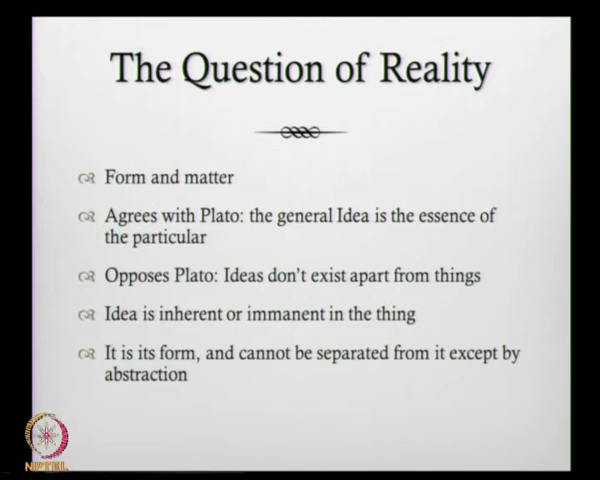 The Question of Reality
Form and matter
Agrees with Plato: the general Idea is the essence of
the particular
Opposes Plato: Ideas don't exist apart from things
Idea is inherent or immanent in the thing
It is its form, and cannot be separated from it except by
abstraction
NPTEL